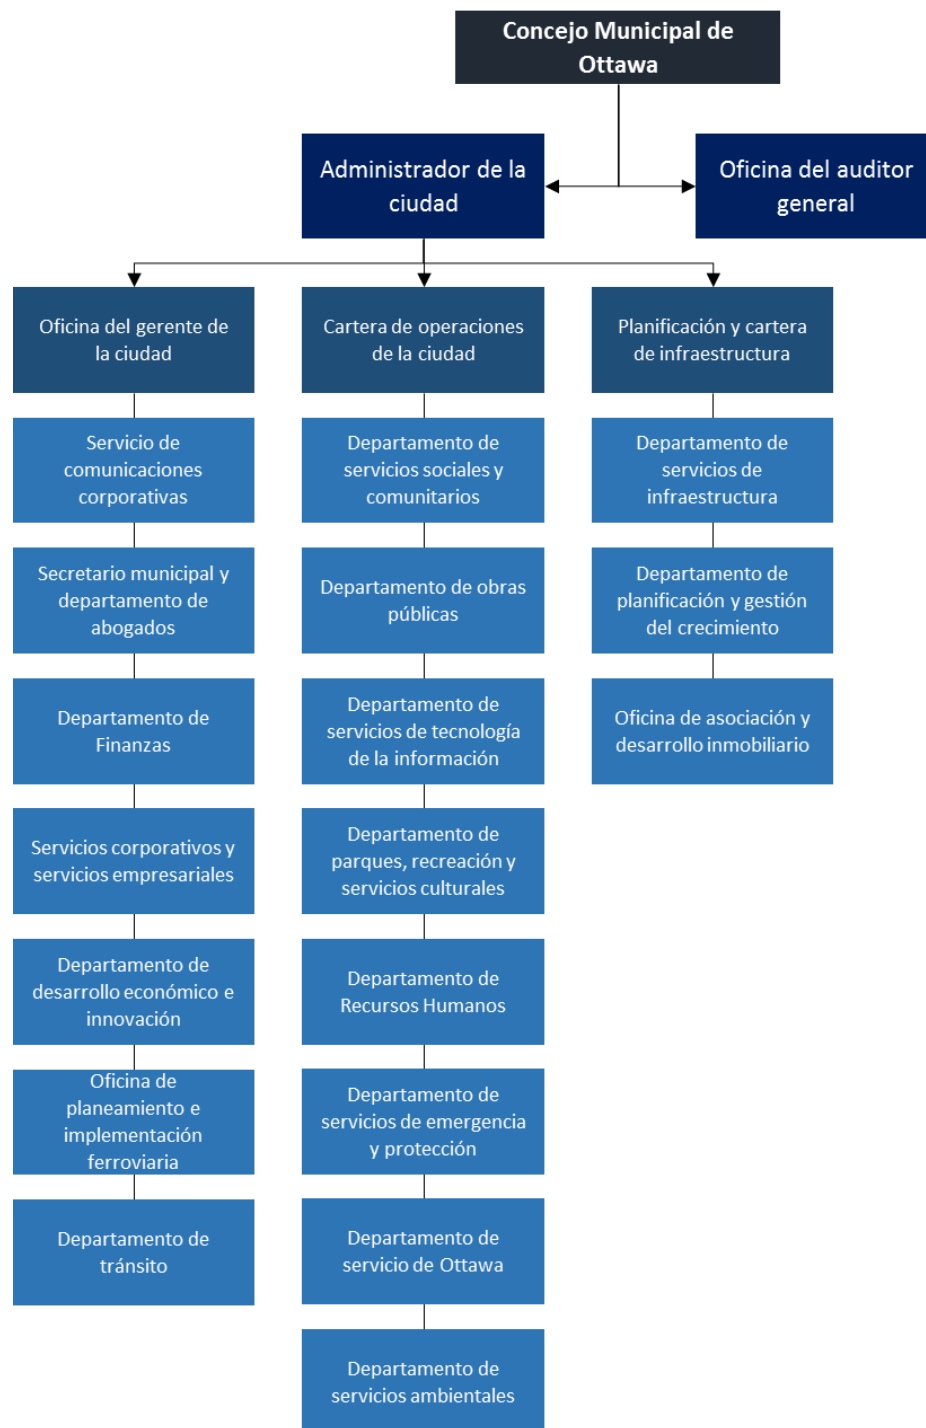 Concejo Municipal de
Ottawa
Administrador de la
ciudad
Oficina del auditor
general
Oficina del gerente de
la ciudad
Cartera de operaciones
de la ciudad
Planificación y cartera
de infraestructura
Servicio de
comunicaciones
corporativas
Departamento de
servicios sociales y
comunitarios
Departamento de
servicios de
infraestructura
Secretario municipal y
departamento de
abogados
Departamento de obras
públicas
Departamento de
planificación y gestión
del crecimiento
Departamento de
Finanzas
Departamento de
servicios de tecnología
de la información
Oficina de asociación y
desarrollo inmobiliario
Servicios corporativos y
servicios empresariales
Departamento de
parques, recreación y
servicios culturales
Departamento de
desarrollo económico e
innovación
Departamento de
Recursos Humanos
Oficina de
planeamiento e
implementación
ferroviaria
Departamento de
servicios de emergencia
y protección
Departamento de
tránsito
Departamento de
servicio de Ottawa
Departamento de
servicios ambientales